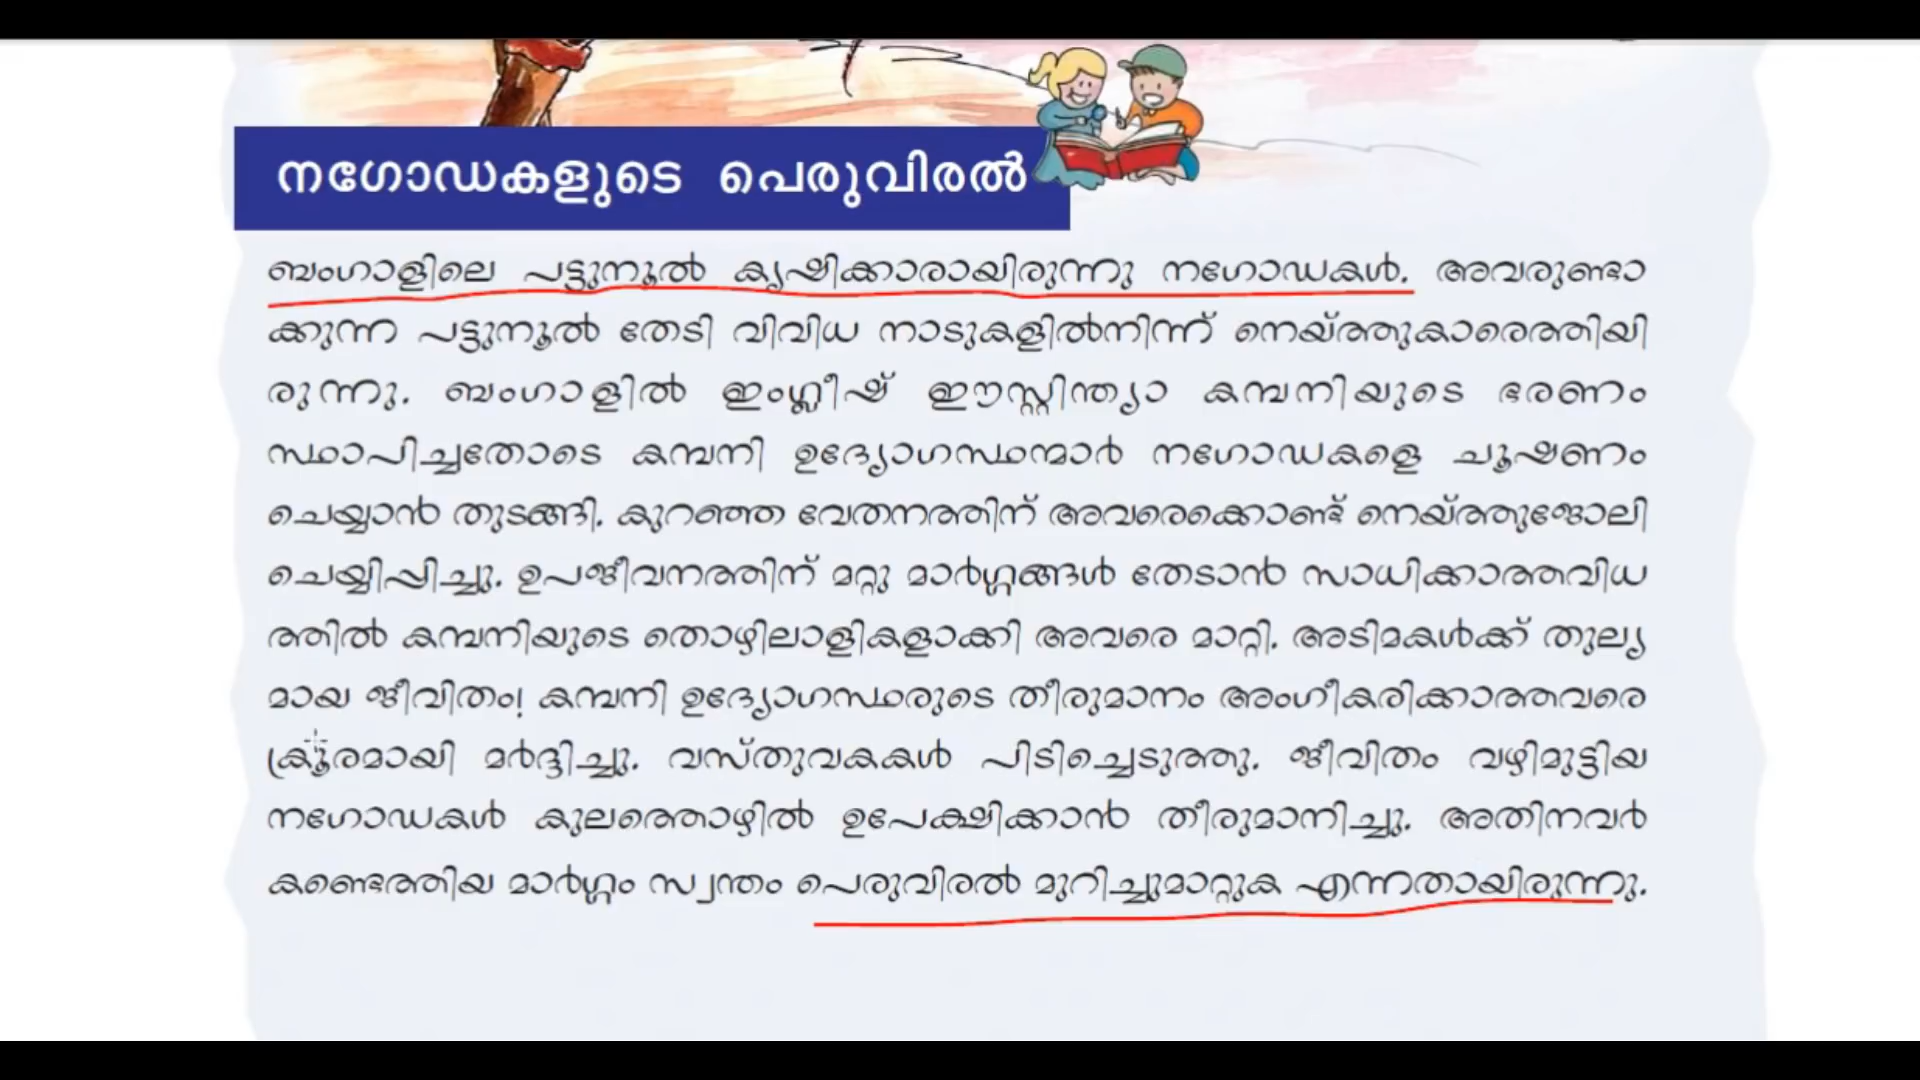 നഗോഡകളുടെ പെരുവിരൽ
ബംഗാളിലെ പട്ടുനൂൽ കൃഷിക്കാരായിരുന്നു നഗോഡകൾ. അവരുണ്ടാ
ക്കുന്ന പട്ടുനൂൽ തേടി വിവിധ നാടുകളിൽനിന്ന് നെയ്ത്തുകാരെത്തിയി
രുന്നു. ബംഗാളിൽ ഇംഗ്ലീഷ് ഈസ്റ്റിന്ത്യാ കമ്പനിയുടെ ഭരണം
സ്ഥാപിച്ചതോടെ കമ്പനി ഉദ്യോഗസ്ഥന്മാർ നഗോഡകളെ ചൂഷണം
ചെയ്യാൻ തുടങ്ങി. കുറഞ്ഞ വേതനത്തിന് അവരെക്കൊണ്ട് നെയ്ത്തുജോലി
ചെയ്യിപ്പിച്ചു. ഉപജീവനത്തിന് മറ്റു മാർഗ്ഗങ്ങൾ തേടാൻ സാധിക്കാത്തവിധ
ത്തിൽ കമ്പനിയുടെ തൊഴിലാളികളാക്കി അവരെ മാറ്റി. അടിമകൾക്ക് തുല്യ
മായ ജീവിതം! കമ്പനി ഉദ്യോഗസ്ഥരുടെ തീരുമാനം അംഗീകരിക്കാത്തവരെ
ക്രൂരമായി മർദ്ദിച്ചു. വസ്തുവകകൾ പിടിച്ചെടുത്തു. ജീവിതം വഴിമുട്ടിയ
നഗോഡകൾ കുലത്തൊഴിൽ ഉപേക്ഷിക്കാൻ തീരുമാനിച്ചു. അതിനവർ
കണ്ടെത്തിയ മാർഗ്ഗം സ്വന്തം പെരുവിരൽ മുറിച്ചുമാറ്റുക എന്നതായിരുന്നു.